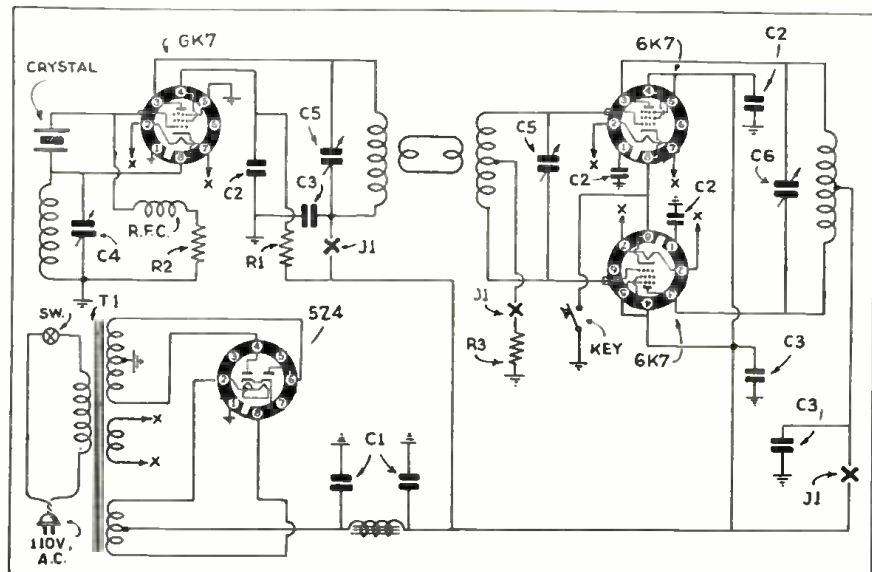 CRYSTAL
6K7
C5
C2
C3
C4
R.F.C.
R2
R1
J1
6K7
C2
C5
C2
C6
C2
J1
R3
KEY
6K7
C3
C3
J1
SW.
T1
5Z4
C1
110V,
A.C.